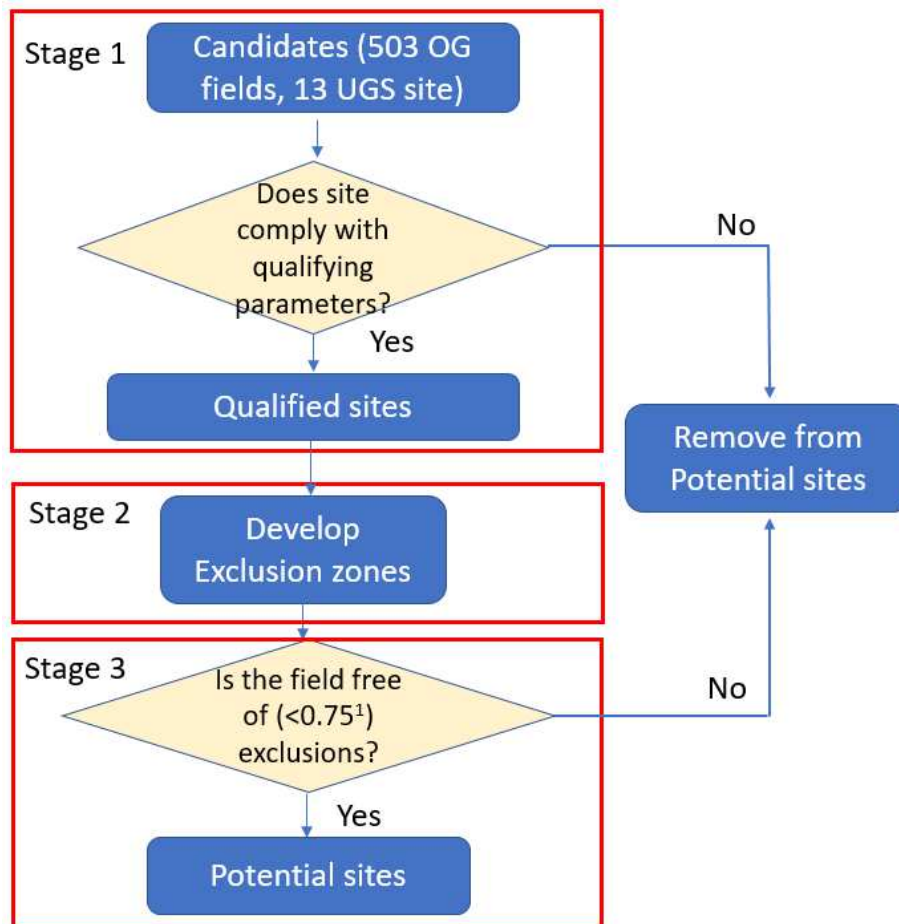 Stage 1
Candidates (503 OG
fields, 13 UGS site)
Does site
comply with
qualifying
parameters?
No
Yes
Qualified sites
Remove from
Potential sites
Stage 2
Develop
Exclusion zones
Stage 3
Is the field free
of (<0.75¹)
exclusions?
No
Yes
Potential sites